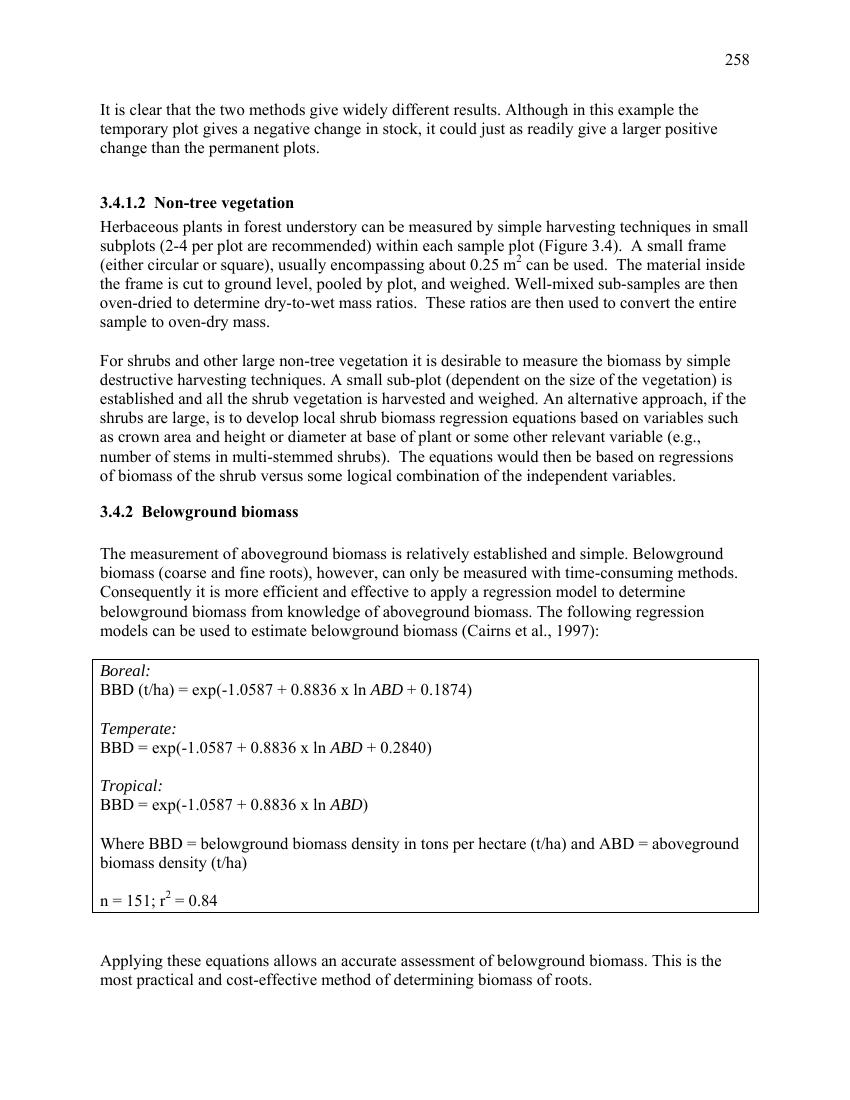 258
It is clear that the two methods give widely different results. Although in this example the
temporary plot gives a negative change in stock, it could just as readily give a larger positive
change than the permanent plots.
3.4.1.2  Non-tree vegetation
Herbaceous plants in forest understory can be measured by simple harvesting techniques in small
subplots (2-4 per plot are recommended) within each sample plot (Figure 3.4).  A small frame
(either circular or square), usually encompassing about 0.25 m² can be used.  The material inside
the frame is cut to ground level, pooled by plot, and weighed. Well-mixed sub-samples are then
oven-dried to determine dry-to-wet mass ratios.  These ratios are then used to convert the entire
sample to oven-dry mass.
For shrubs and other large non-tree vegetation it is desirable to measure the biomass by simple
destructive harvesting techniques. A small sub-plot (dependent on the size of the vegetation) is
established and all the shrub vegetation is harvested and weighed. An alternative approach, if the
shrubs are large, is to develop local shrub biomass regression equations based on variables such
as crown area and height or diameter at base of plant or some other relevant variable (e.g.,
number of stems in multi-stemmed shrubs).  The equations would then be based on regressions
of biomass of the shrub versus some logical combination of the independent variables.
3.4.2  Belowground biomass
The measurement of aboveground biomass is relatively established and simple. Belowground
biomass (coarse and fine roots), however, can only be measured with time-consuming methods.
Consequently it is more efficient and effective to apply a regression model to determine
belowground biomass from knowledge of aboveground biomass. The following regression
models can be used to estimate belowground biomass (Cairns et al., 1997):
Boreal:
BBD (t/ha) = exp(-1.0587 + 0.8836 x ln ABD + 0.1874)
Temperate:
BBD = exp(-1.0587 + 0.8836 x ln ABD + 0.2840)
Tropical:
BBD = exp(-1.0587 + 0.8836 x ln ABD)
Where BBD = belowground biomass density in tons per hectare (t/ha) and ABD = aboveground
biomass density (t/ha)
n = 151; r² = 0.84
Applying these equations allows an accurate assessment of belowground biomass. This is the
most practical and cost-effective method of determining biomass of roots.